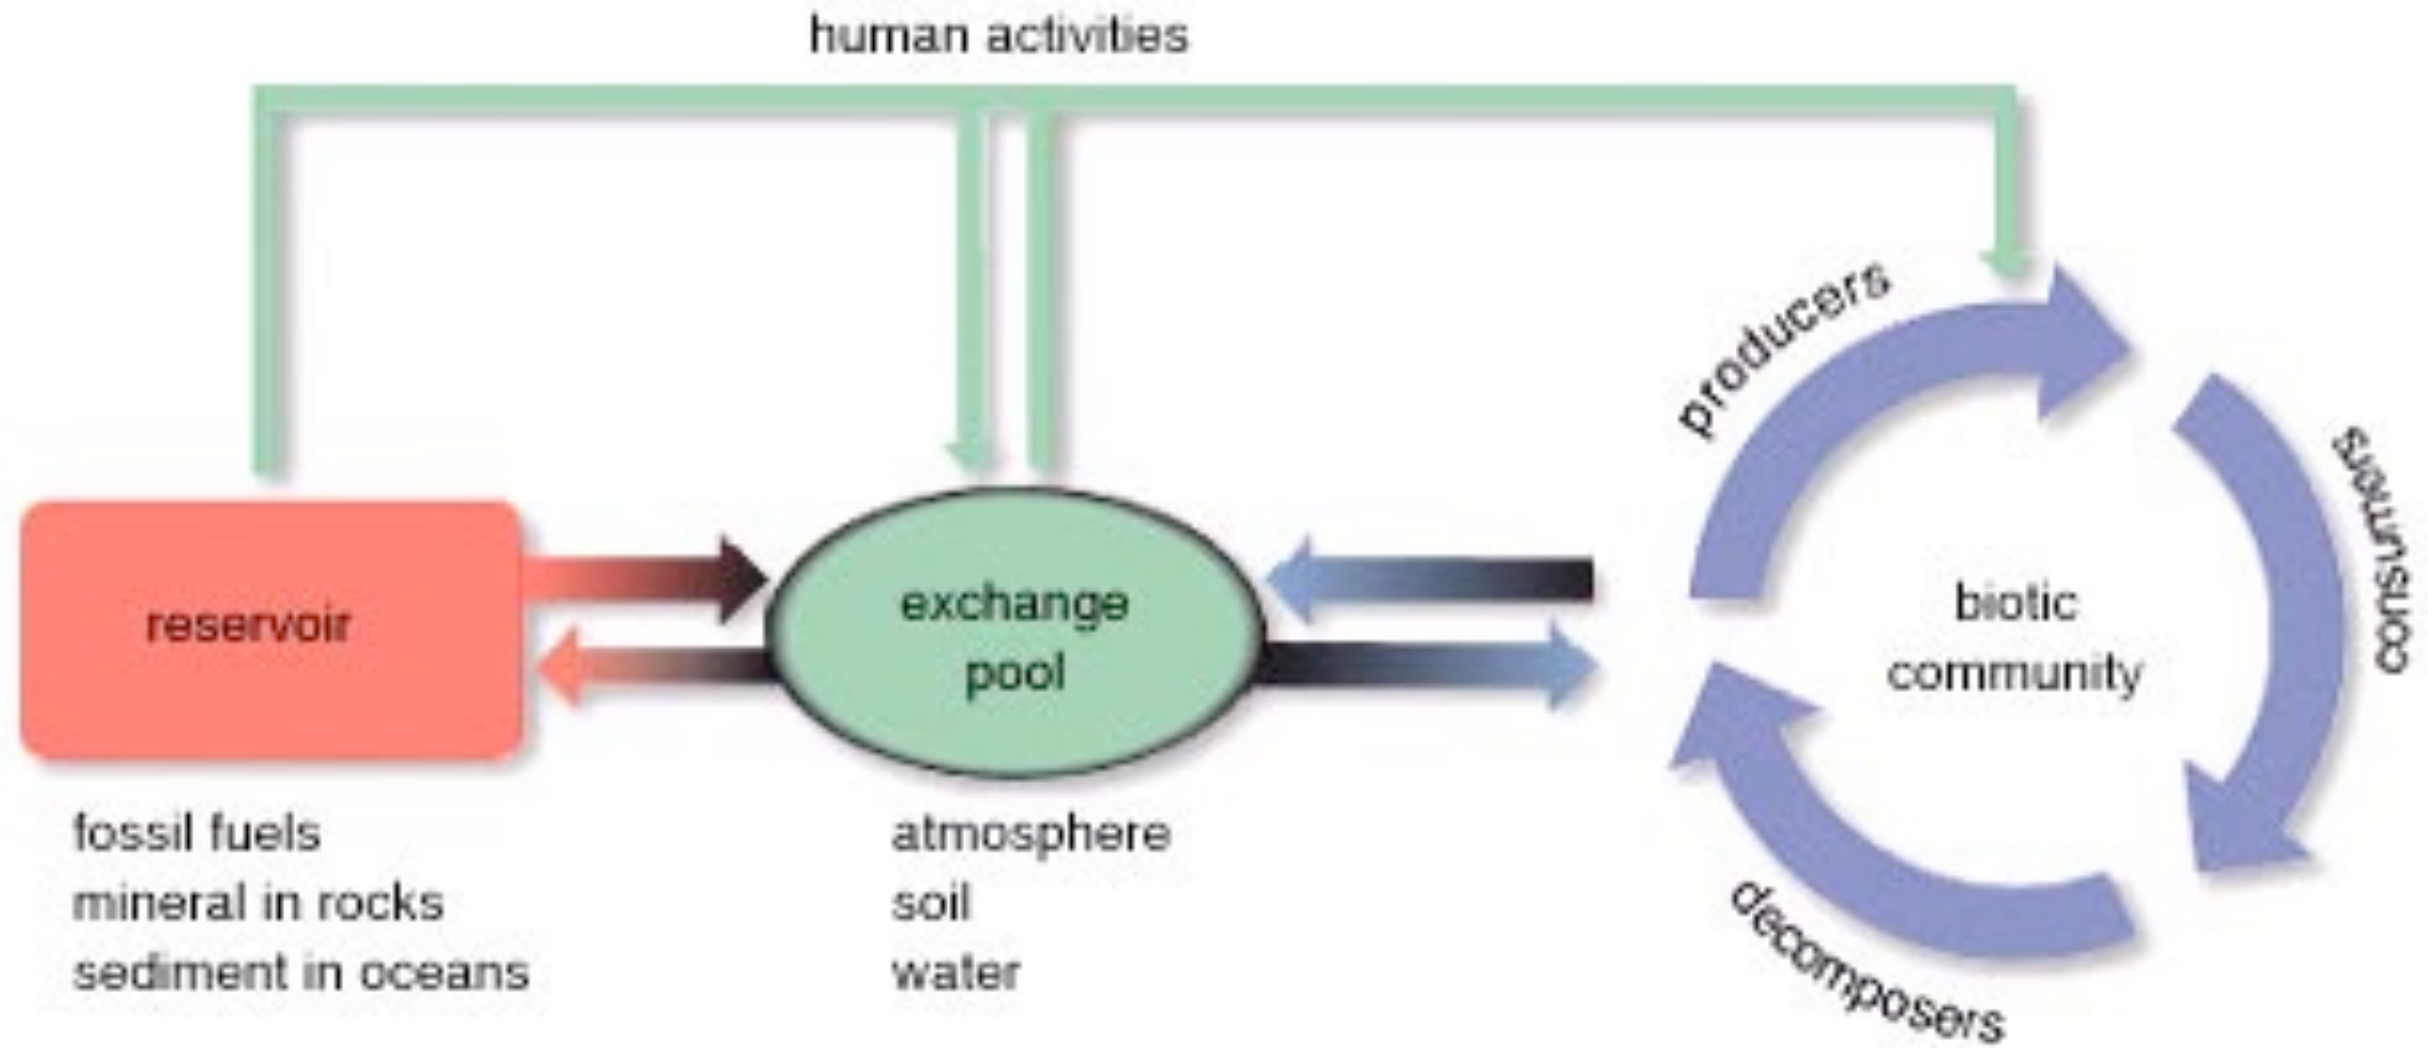 human activities
producers
consumers
reservoir
exchange
pool
biotic
community
fossil fuels
mineral in rocks
sediment in oceans
atmosphere
soil
water
decomposers